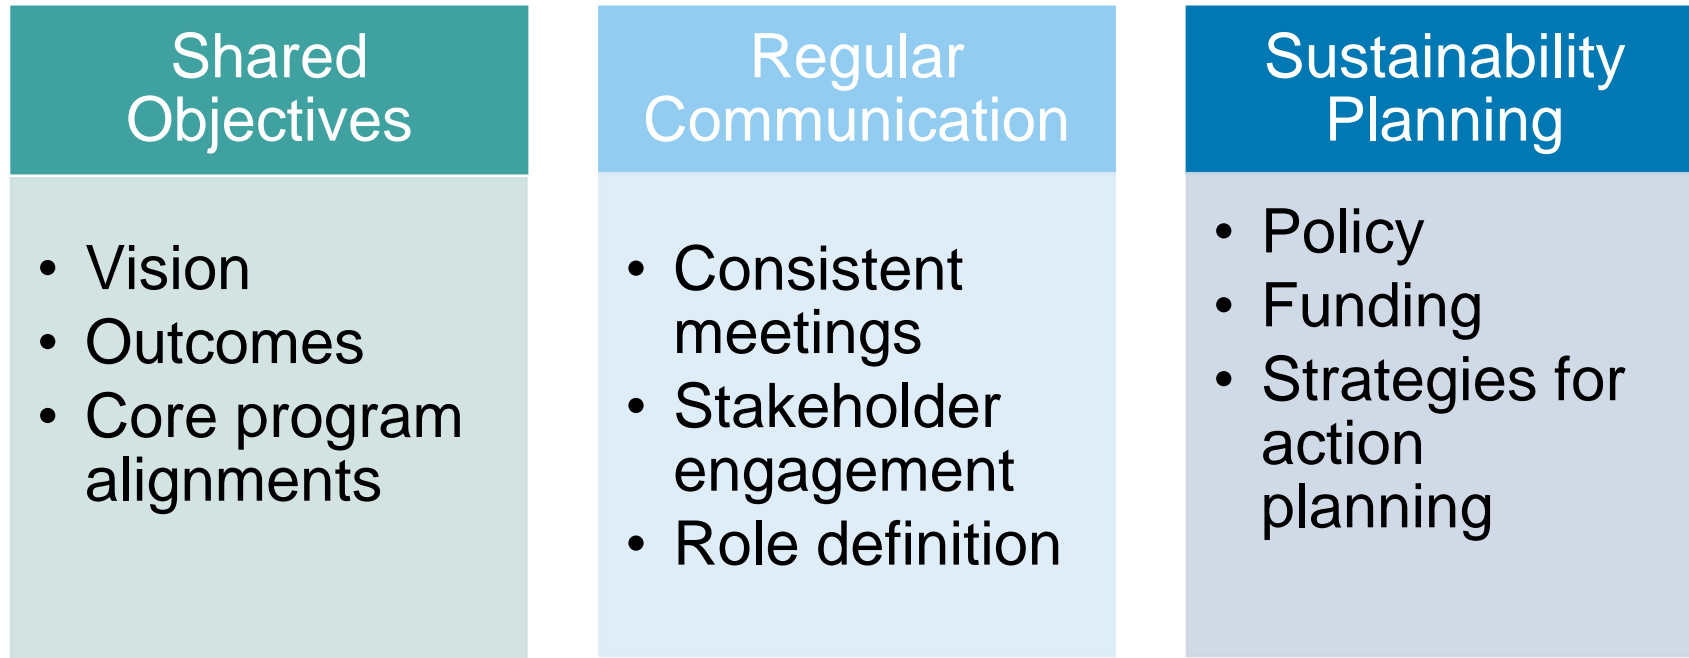 Shared
Objectives
• Vision
• Outcomes
• Core program
alignments
Regular
Communication
• Consistent
meetings
• Stakeholder
engagement
• Role definition
Sustainability
Planning
• Policy
• Funding
• Strategies for
action
planning